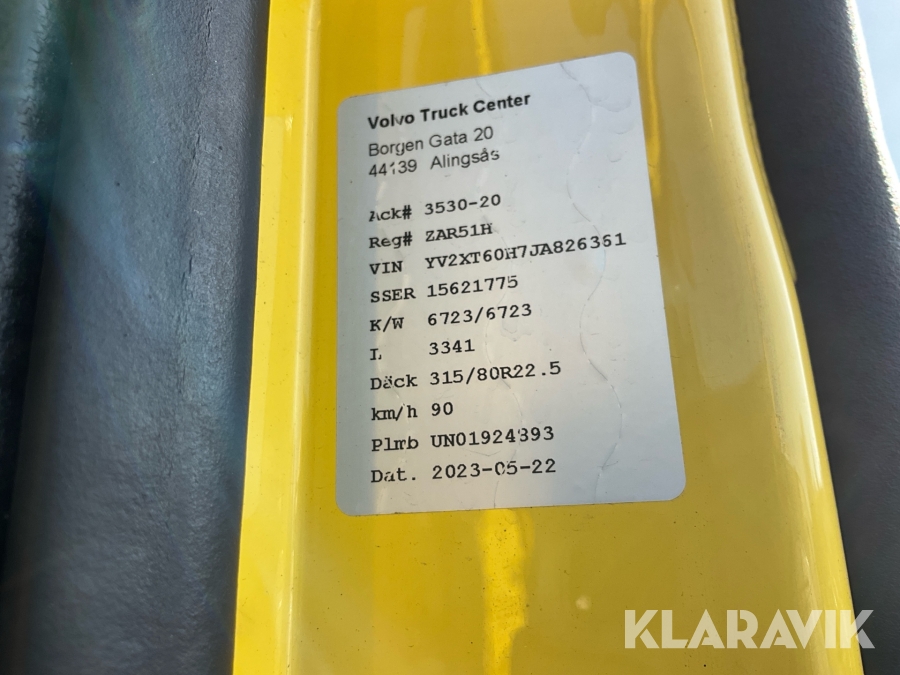 Volvo Truck Center
Borgen Gata 20
44139 Alingsås
Ack# 3530-20
Reg# ZAR51H
VIN YV2XT60H7JA826361
SSER 15621775
K/W 6723/6723
L 3341
Däck 315/80R22.5
km/h 90
Plmb UN01924893
Dat. 2023-05-22
KLARAVIK